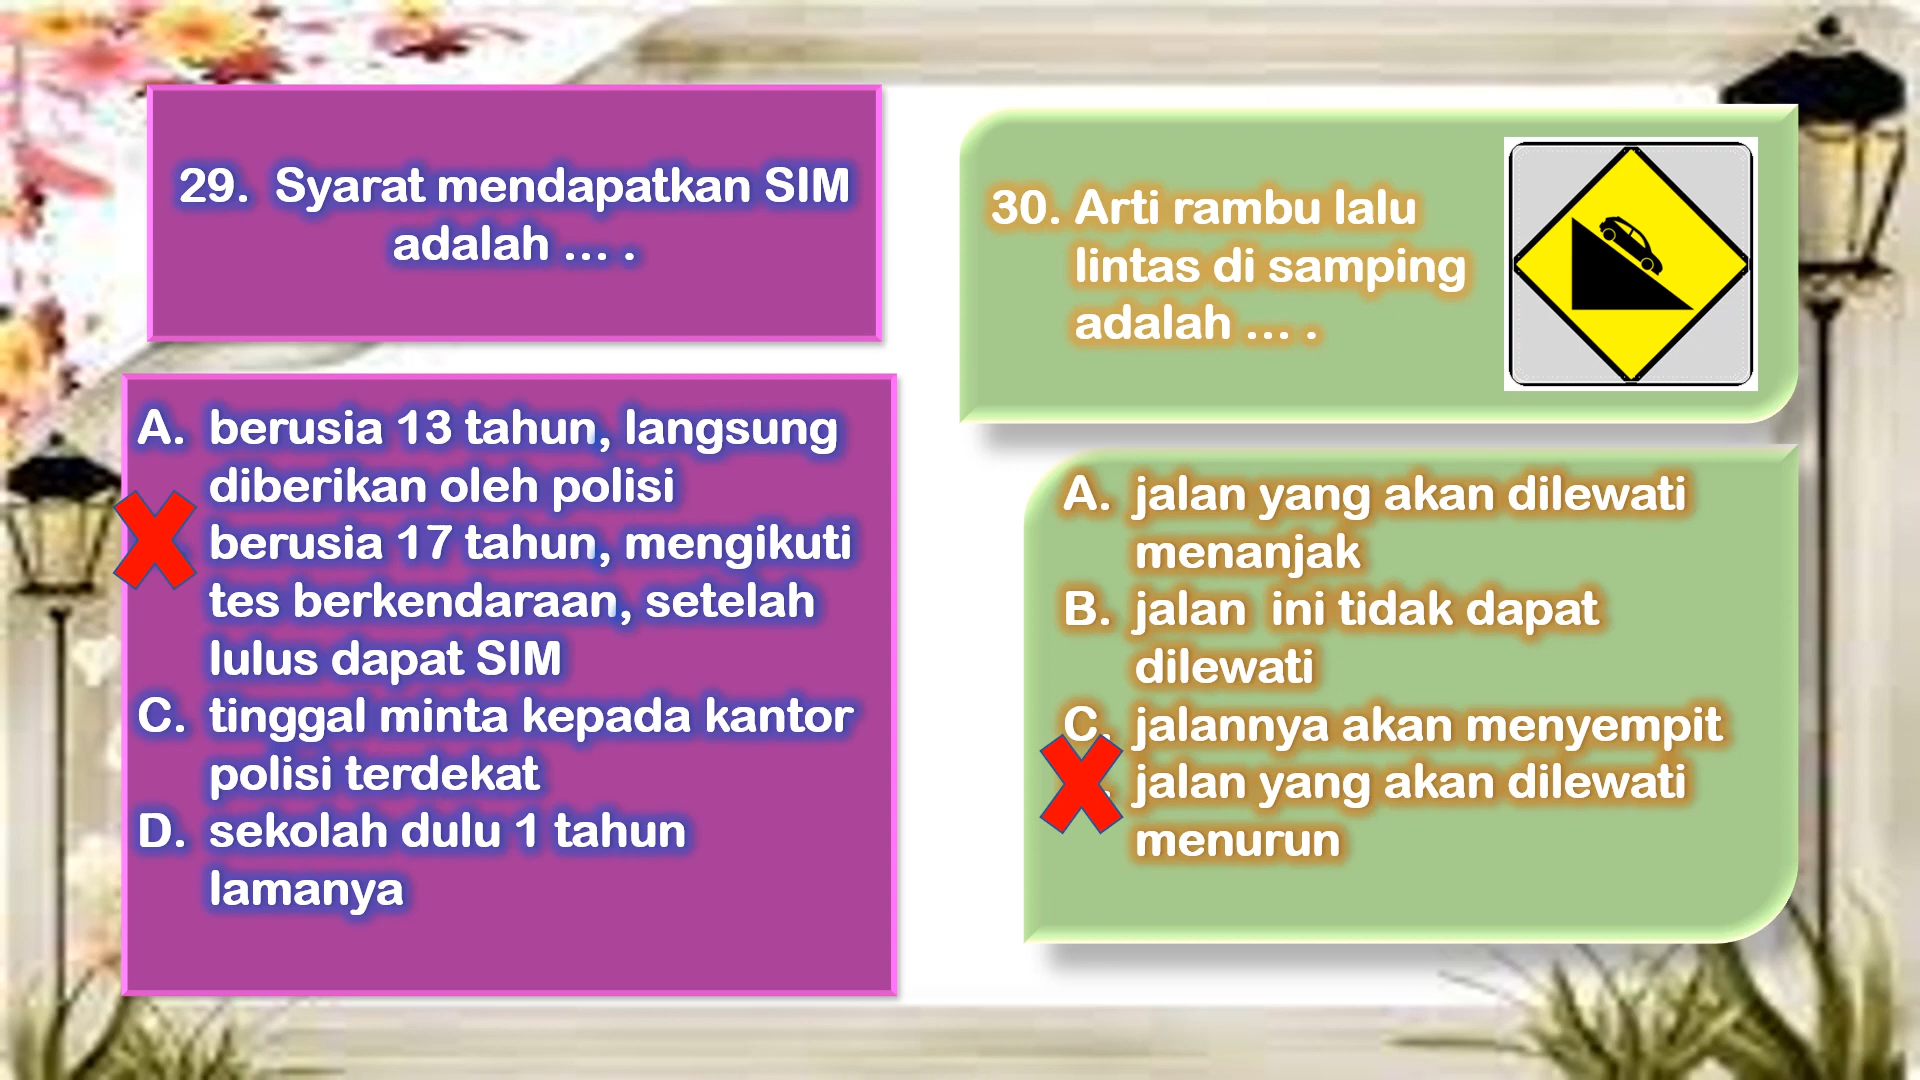 29. Syarat mendapatkan SIM
adalah ... .
A. berusia 13 tahun, langsung
diberikan oleh polisi
berusia 17 tahun, mengikuti
tes berkendaraan, setelah
lulus dapat SIM
C. tinggal minta kepada kantor
polisi terdekat
D. sekolah dulu 1 tahun
lamanya
30. Arti rambu lalu
lintas di samping
adalah ... .
A. jalan yang akan dilewati
menanjak
B. jalan ini tidak dapat
dilewati
C. jalannya akan menyempit
jalan yang akan dilewati
menurun